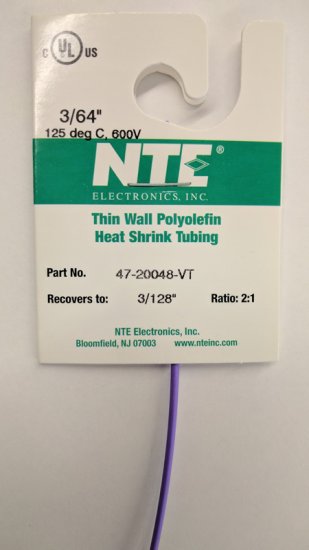 c UL US
3/64"
125 deg C, 600V
NTE®
ELECTRONICS, INC.
Thin Wall Polyolefin
Heat Shrink Tubing
Part No. 47-20048-VT
Recovers to: 3/128" Ratio: 2:1
NTE Electronics, Inc.
Bloomfield, NJ 07003 www.nteinc.com